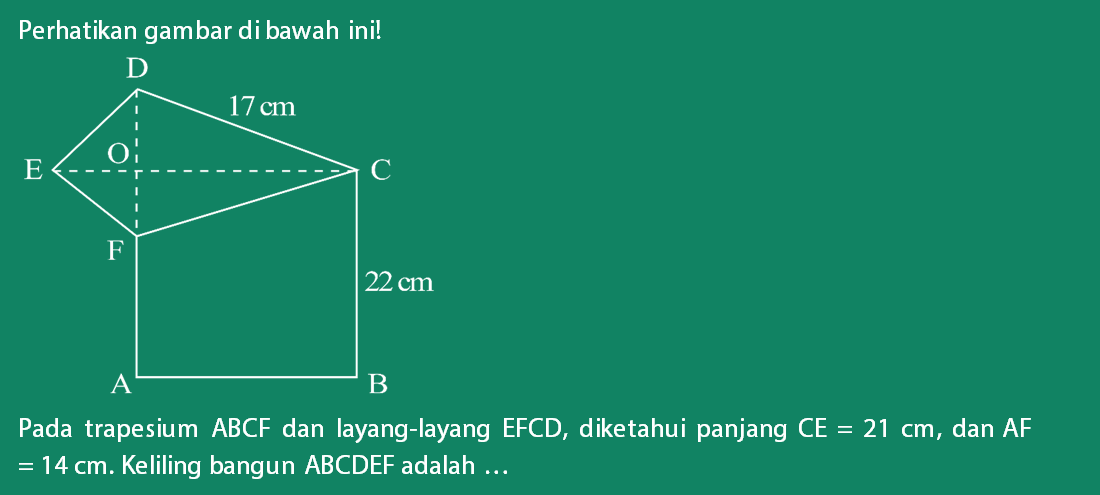 Perhatikan gambar di bawah ini!
D
17 cm
O
E
C
F
22 cm
A
B
Pada trapesium ABCF dan layang-layang EFCD, diketahui panjang CE = 21 cm, dan AF
= 14 cm. Keliling bangun ABCDEF adalah ...